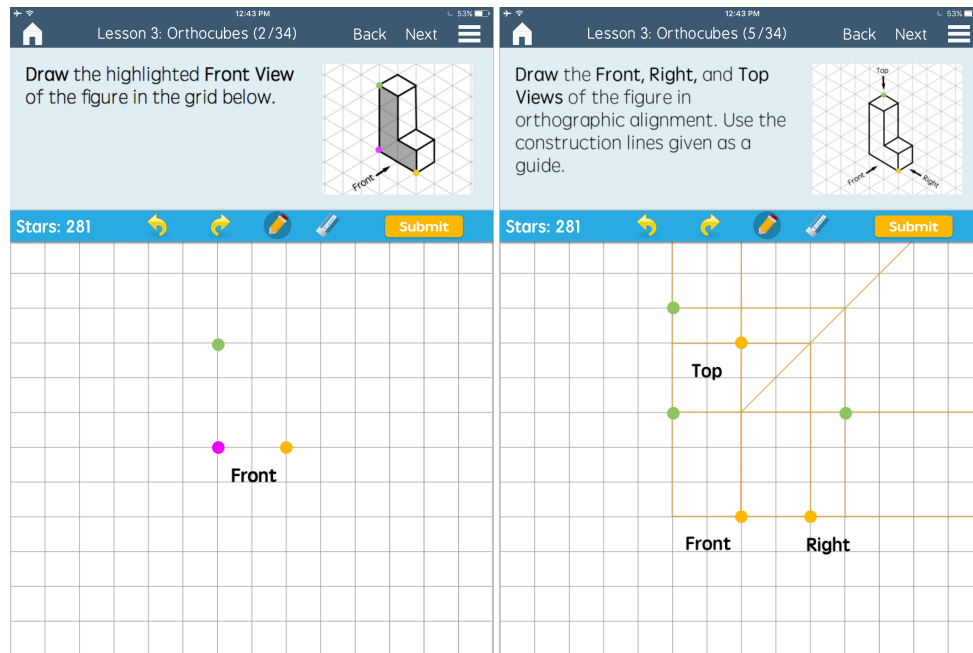 12:43 PM
53%
Lesson 3: Orthocubes (2/34)
Back
Next
Draw the highlighted Front View
of the figure in the grid below.
Front
Stars: 281
Submit
Front
12:43 PM
53%
Lesson 3: Orthocubes (5/34)
Back
Next
Draw the Front, Right, and Top
Views of the figure in
orthographic alignment. Use the
construction lines given as a
guide.
Top
Front
Right
Stars: 281
Submit
Top
Front
Right